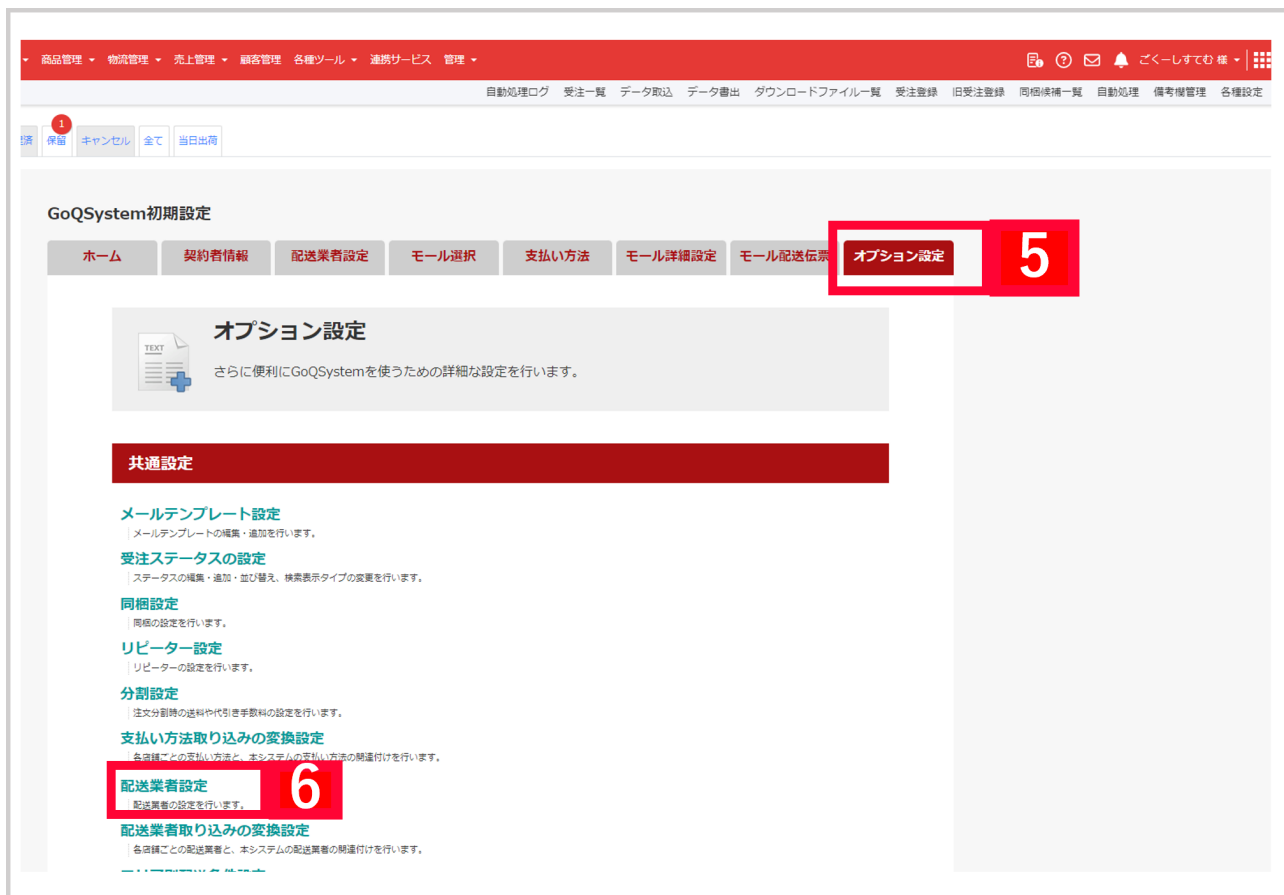 商品管理 物流管理 売上管理 顧客管理 各種ツール 連携サービス 管理 ごくーしすてむ 様
自動処理ログ 受注一覧 データ取込 データ書出 ダウンロードファイル一覧 受注登録 旧受注登録 同梱候補一覧 自動処理 備考欄管理 各種設定
1
保留 キャンセル 全て 当日出荷
GoQSystem初期設定
ホーム 契約者情報 配送業者設定 モール選択 支払い方法 モール詳細設定 モール配送伝票 オプション設定 5
オプション設定
TEXT
さらに便利にGoQSystemを使うための詳細な設定を行います。
共通設定
メールテンプレート設定
メールテンプレートの編集・追加を行います。
受注ステータスの設定
ステータスの編集・追加・並び替え、検索表示タイプの変更を行います。
同梱設定
同梱の設定を行います。
リピーター設定
リピーターの設定を行います。
分割設定
注文分割時の送料や代引き手数料の設定を行います。
支払い方法取り込みの変換設定
各店舗ごとの支払い方法と、本システムの支払い方法の関連付けを行います。
配送業者設定 6
配送業者の設定を行います。
配送業者取り込みの変換設定
各店舗ごとの配送業者と、本システムの配送業者の関連付けを行います。